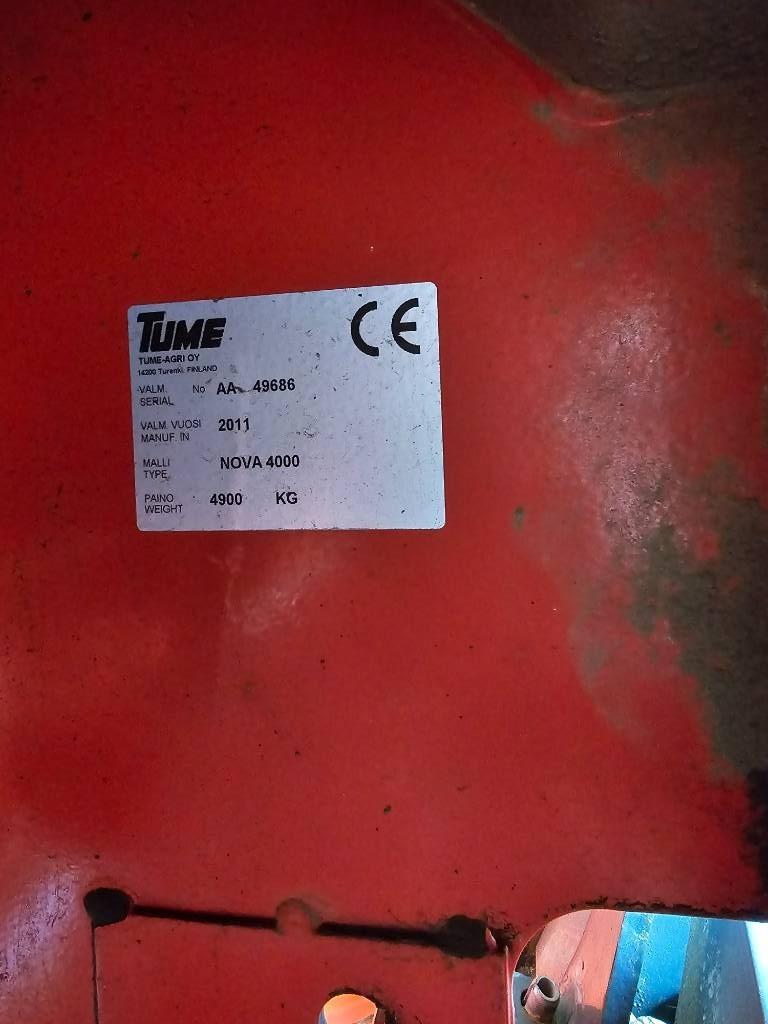 TUME CE
TUME-AGRI OY
14200 Turenki, FINLAND
VALM. No AA 49686
SERIAL
VALM. VUOSI 2011
MANUF. IN
MALLI NOVA 4000
TYPE
PAINO 4900 KG
WEIGHT